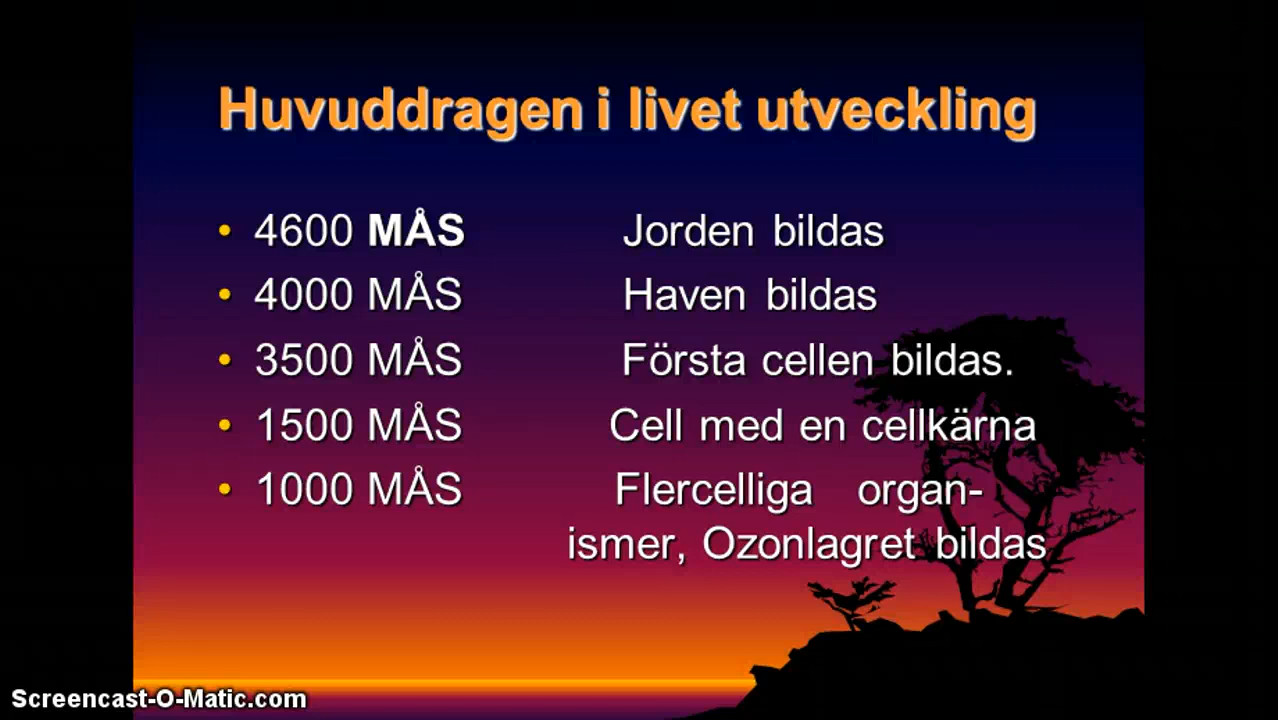 Huvuddragen i livet utveckling
• 4600 MÅS Jorden bildas
• 4000 MÅS Haven bildas
• 3500 MÅS Första cellen bildas.
• 1500 MÅS Cell med en cellkärna
• 1000 MÅS Flercelliga organ-
ismer, Ozonlagret bildas
Screencast-O-Matic.com